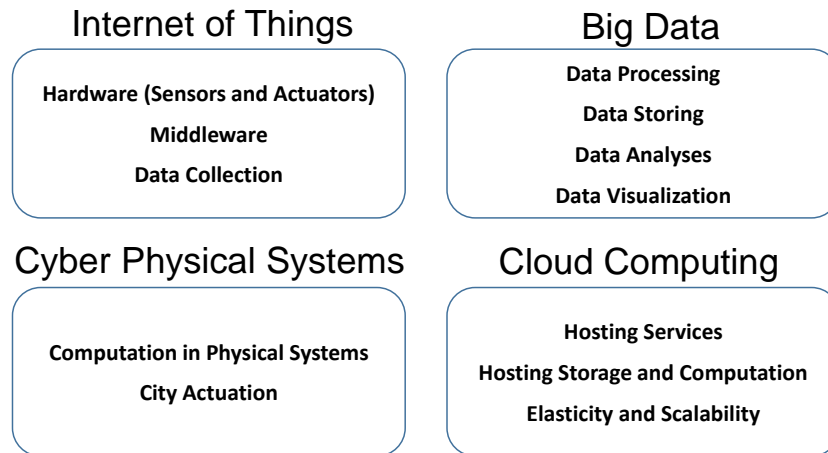 Internet of Things
Hardware (Sensors and Actuators)
Middleware
Data Collection
Big Data
Data Processing
Data Storing
Data Analyses
Data Visualization
Cyber Physical Systems
Computation in Physical Systems
City Actuation
Cloud Computing
Hosting Services
Hosting Storage and Computation
Elasticity and Scalability